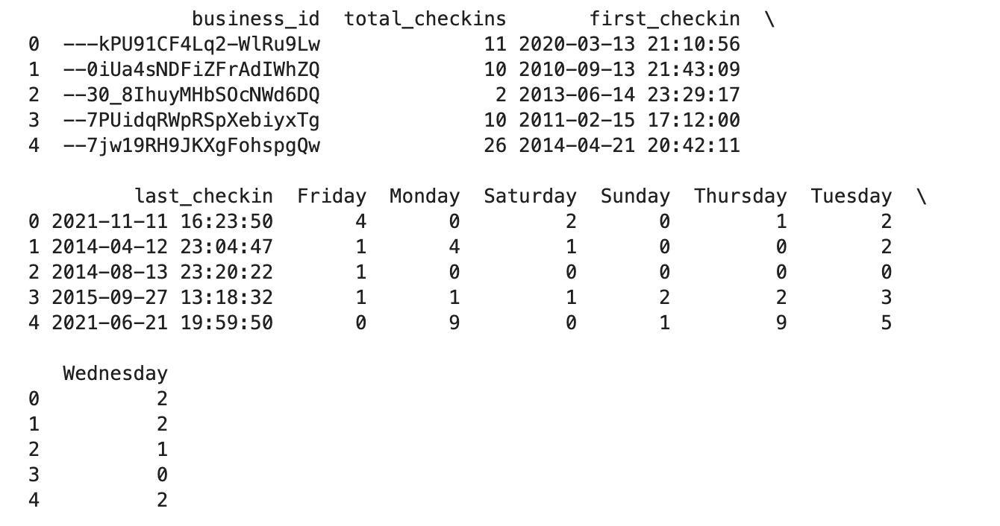 business_id  total_checkins       first_checkin  \
0  ---kPU91CF4Lq2-WlRu9Lw              11 2020-03-13 21:10:56
1  --0iUa4sNDFiZFrAdIWhZQ              10 2010-09-13 21:43:09
2  --30_8IhuyMHbSOcNWd6DQ               2 2013-06-14 23:29:17
3  --7PUidqRWpRSpXebiyxTg              10 2011-02-15 17:12:00
4  --7jw19RH9JKXgFohspgQw              26 2014-04-21 20:42:11
last_checkin  Friday  Monday  Saturday  Sunday  Thursday  Tuesday  \
0 2021-11-11 16:23:50       4       0         2       0         1        2
1 2014-04-12 23:04:47       1       4         1       0         0        2
2 2014-08-13 23:20:22       1       0         0       0         0        0
3 2015-09-27 13:18:32       1       1         1       2         2        3
4 2021-06-21 19:59:50       0       9         0       1         9        5
Wednesday
0          2
1          2
2          1
3          0
4          2